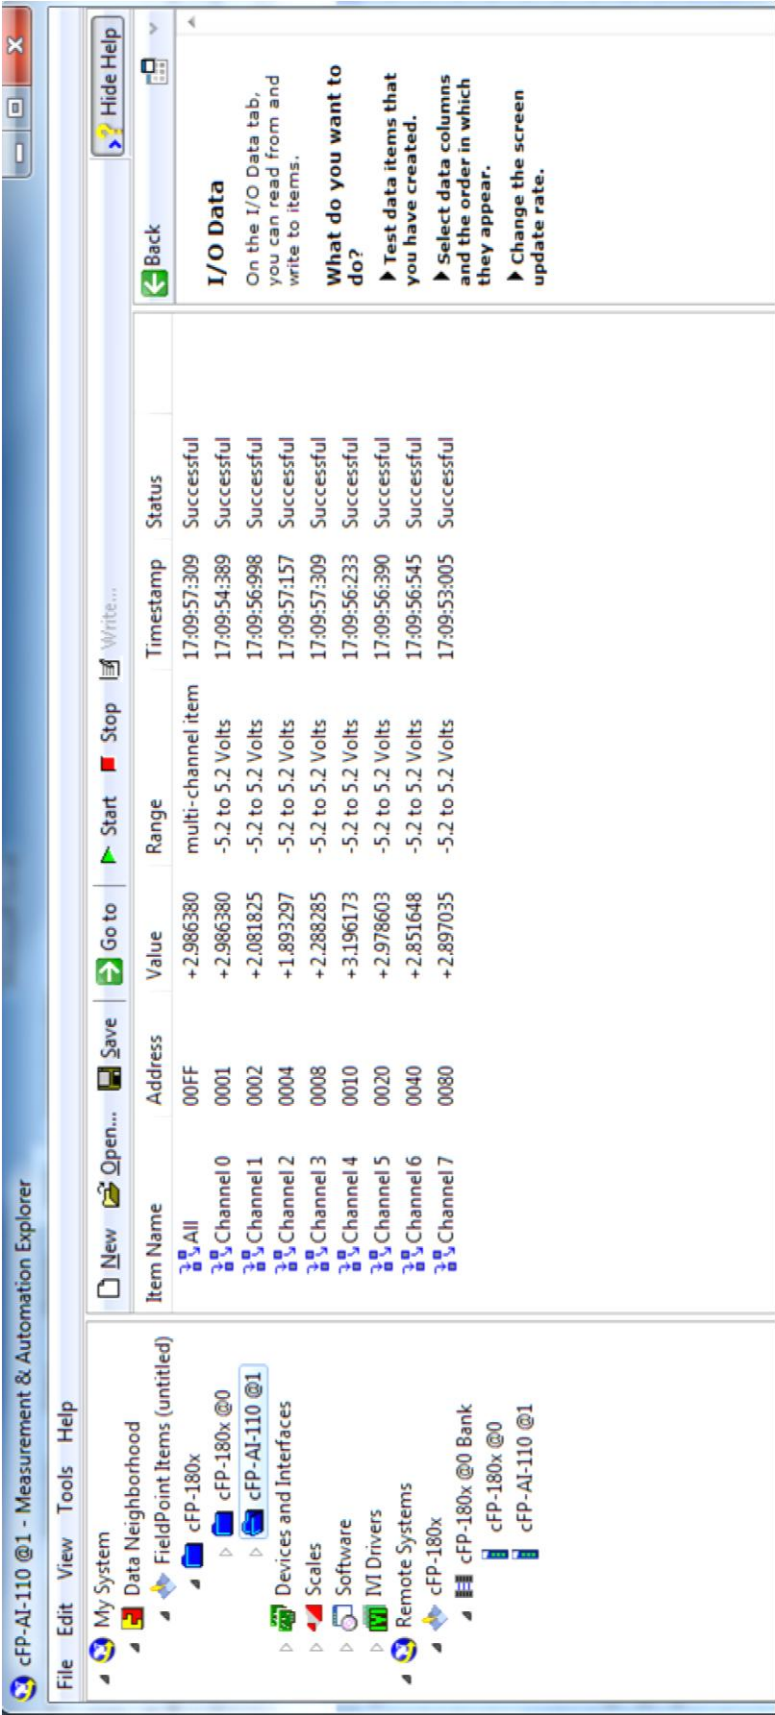 cFP-AI-110 @1 - Measurement & Automation Explorer
File Edit View Tools Help
My System
Data Neighborhood
FieldPoint Items (untitled)
cFP-180x
cFP-180x @0
cFP-AI-110 @1
Devices and Interfaces
Scales
Software
IVI Drivers
Remote Systems
cFP-180x
cFP-180x @0 Bank
cFP-180x @0
cFP-AI-110 @1
New Open... Save Go to Start Stop Write... Hide Help
Item Name Address Value Range Timestamp Status
All 00FF +2.986380 multi-channel item 17:09:57:309 Successful
Channel 0 0001 +2.986380 -5.2 to 5.2 Volts 17:09:54:389 Successful
Channel 1 0002 +2.081825 -5.2 to 5.2 Volts 17:09:56:998 Successful
Channel 2 0004 +1.893297 -5.2 to 5.2 Volts 17:09:57:157 Successful
Channel 3 0008 +2.288285 -5.2 to 5.2 Volts 17:09:57:309 Successful
Channel 4 0010 +3.196173 -5.2 to 5.2 Volts 17:09:56:233 Successful
Channel 5 0020 +2.978603 -5.2 to 5.2 Volts 17:09:56:390 Successful
Channel 6 0040 +2.851648 -5.2 to 5.2 Volts 17:09:56:545 Successful
Channel 7 0080 +2.897035 -5.2 to 5.2 Volts 17:09:53:005 Successful
Back
I/O Data
On the I/O Data tab,
you can read from and
write to items.
What do you want to
do?
Test data items that
you have created.
Select data columns
and the order in which
they appear.
Change the screen
update rate.